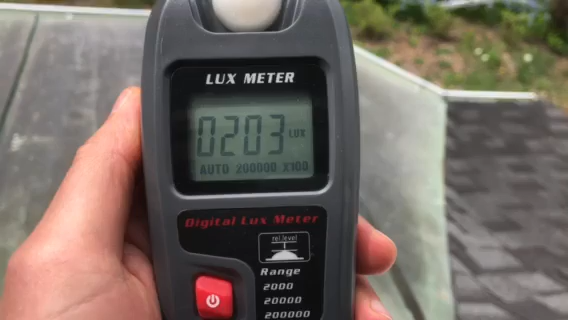 LUX METER
0203 LUX
AUTO 200000 X100
Digital Lux Meter
rel.level
Range
2000
20000
200000